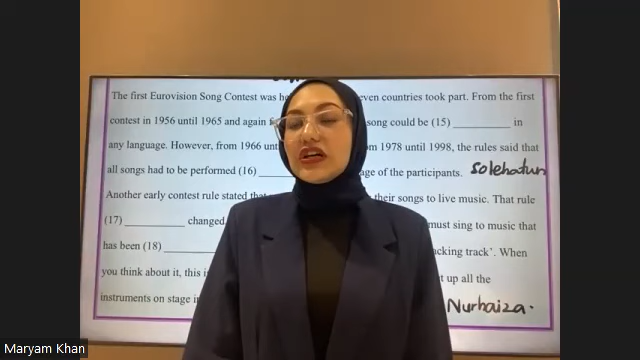 The first Eurovision Song Contest was even countries took part. From the first
contest in 1956 until 1965 and again song could be (15) __________ in
any language. However, from 1966 om 1978 until 1998, the rules said that
all songs had to be performed (16) age of the participants. Solehatun
Another early contest rule stated their songs to live music. That rule
(17) __________ changed must sing to music that
has been (18) __________ acking track'. When
you think about it, this t up all the
instruments on stage
Nurhaiza.
Maryam Khan